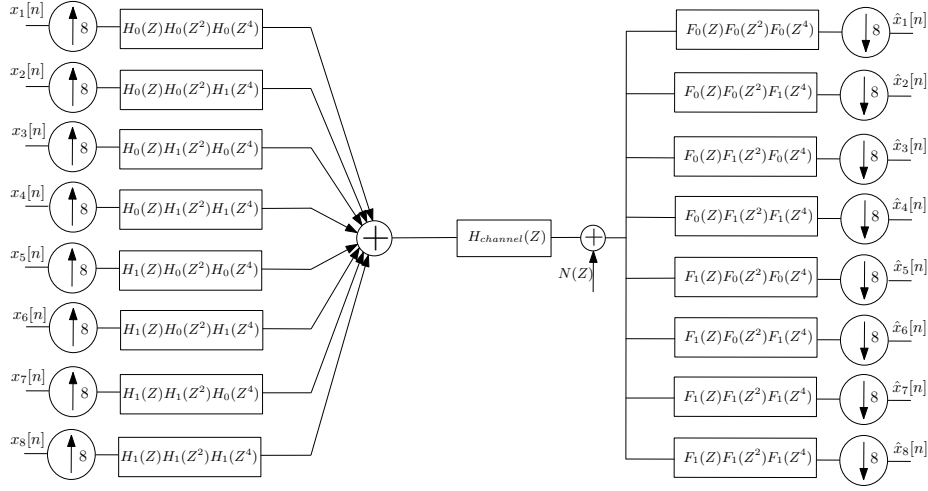 x₁[n] 8 H₀(Z)H₀(Z²)H₀(Z⁴)
x₂[n] 8 H₀(Z)H₀(Z²)H₁(Z⁴)
x₃[n] 8 H₀(Z)H₁(Z²)H₀(Z⁴)
x₄[n] 8 H₀(Z)H₁(Z²)H₁(Z⁴)
x₅[n] 8 H₁(Z)H₀(Z²)H₀(Z⁴)
x₆[n] 8 H₁(Z)H₀(Z²)H₁(Z⁴)
x₇[n] 8 H₁(Z)H₁(Z²)H₀(Z⁴)
x₈[n] 8 H₁(Z)H₁(Z²)H₁(Z⁴)
+
H_channel(Z)
+
N(Z)
F₀(Z)F₀(Z²)F₀(Z⁴) 8 x̂₁[n]
F₀(Z)F₀(Z²)F₁(Z⁴) 8 x̂₂[n]
F₀(Z)F₁(Z²)F₀(Z⁴) 8 x̂₃[n]
F₀(Z)F₁(Z²)F₁(Z⁴) 8 x̂₄[n]
F₁(Z)F₀(Z²)F₀(Z⁴) 8 x̂₅[n]
F₁(Z)F₀(Z²)F₁(Z⁴) 8 x̂₆[n]
F₁(Z)F₁(Z²)F₁(Z⁴) 8 x̂₇[n]
F₁(Z)F₁(Z²)F₁(Z⁴) 8 x̂₈[n]